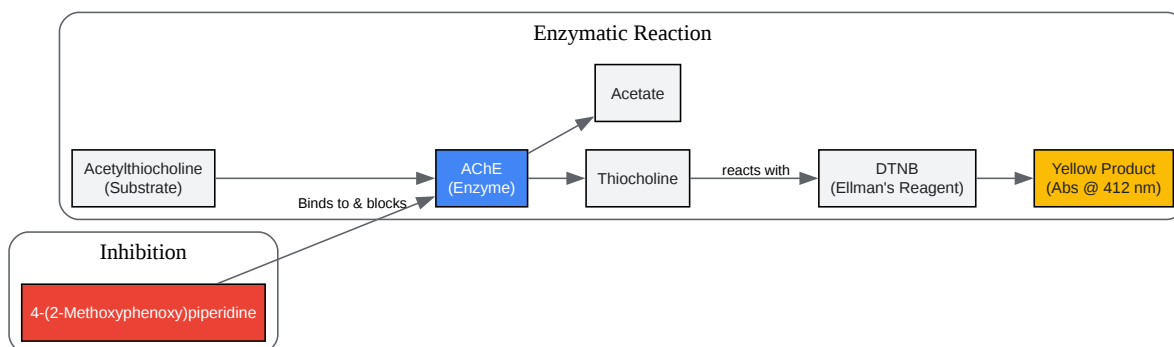 Enzymatic Reaction
Acetate
Acetylthiocholine
(Substrate)
AChE
(Enzyme)
Thiocholine
reacts with
DTNB
(Ellman's Reagent)
Yellow Product
(Abs @ 412 nm)
Binds to & blocks
Inhibition
4-(2-Methoxyphenoxy)piperidine